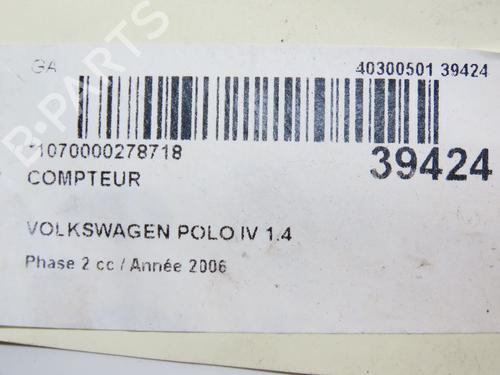 GA
40300501 39424
*1070000278718
39424
COMPTEUR
VOLKSWAGEN POLO IV 1.4
Phase 2 cc / Année 2006
B-PARTS